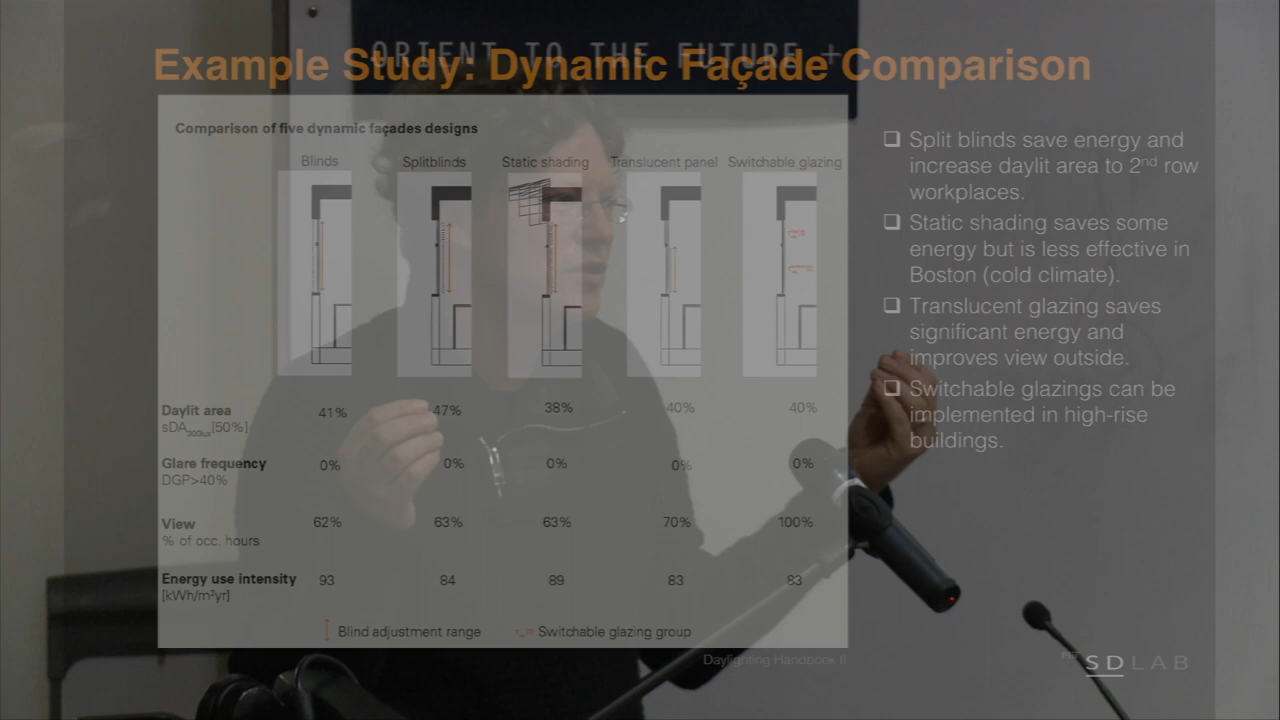 ORIENT TO THE FUTURE +
Example Study: Dynamic Façade Comparison
Comparison of five dynamic façades designs
Blinds Splitblinds Static shading Translucent panel Switchable glazing
Daylit area 41% 47% 38% 40% 40%
sDA300lux[50%]
Glare frequency 0% 0% 0% 0% 0%
DGP>40%
View 62% 63% 63% 70% 100%
% of occ. hours
Energy use intensity 93 84 89 83 83
[kWh/m²yr]
Blind adjustment range Switchable glazing group
❑ Split blinds save energy and
increase daylit area to 2nd row
workplaces.
❑ Static shading saves some
energy but is less effective in
Boston (cold climate).
❑ Translucent glazing saves
significant energy and
improves view outside.
❑ Switchable glazings can be
implemented in high-rise
buildings.
Daylighting Handbook II
MIT SDLAB